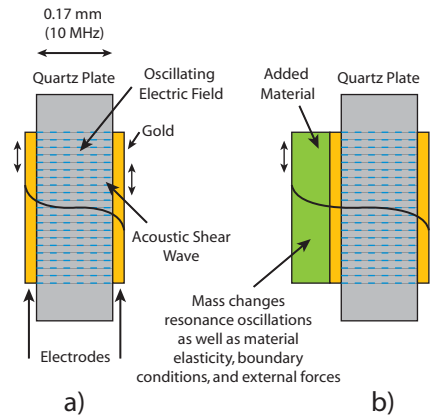 0.17 mm
(10 MHz)
Quartz Plate
Oscillating
Electric Field
Gold
Acoustic Shear
Wave
Electrodes
a)
Added
Material
Quartz Plate
Mass changes
resonance oscillations
as well as material
elasticity, boundary
conditions, and external forces
b)